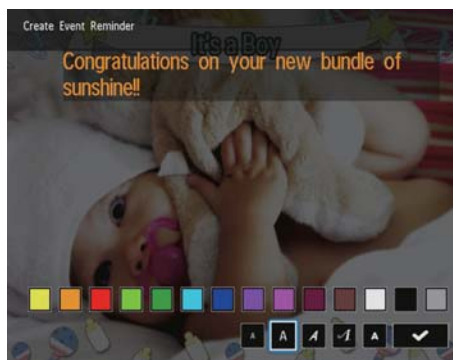 Create Event Reminder
It's a Boy
Congratulations on your new bundle of
sunshine!!
A A A A A